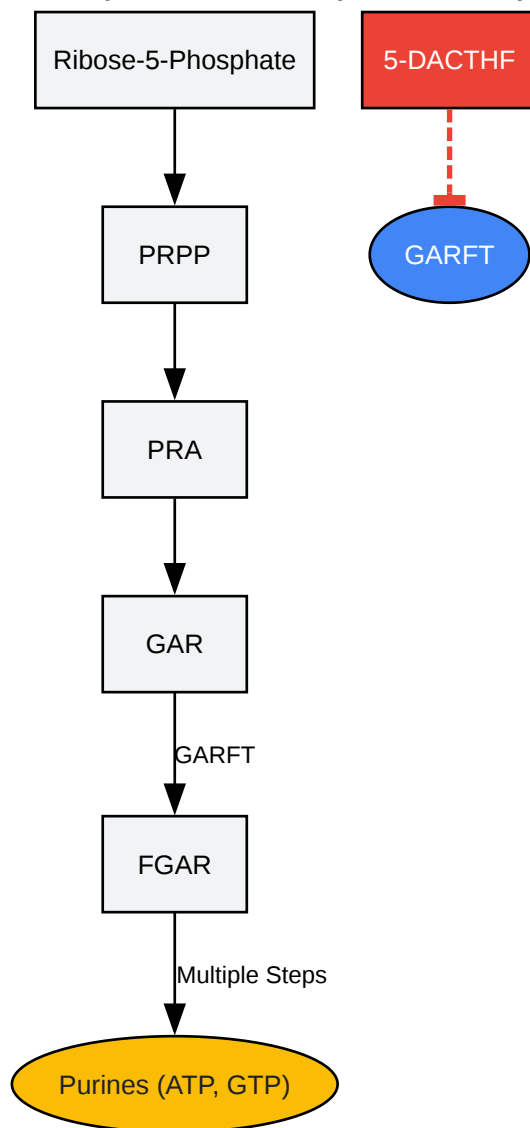 Ribose-5-Phosphate
5-DACTHF
PRPP
GARFT
PRA
GAR
GARFT
FGAR
Multiple Steps
Purines (ATP, GTP)